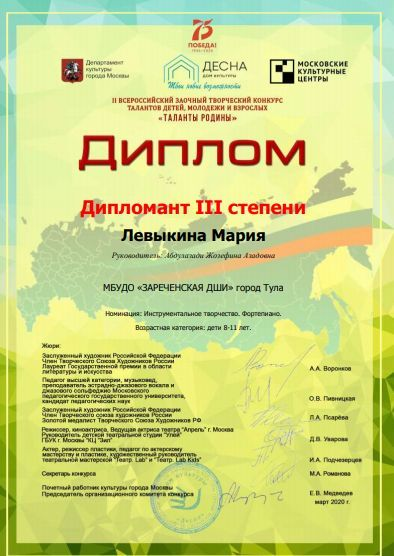 75
ПОБЕДА!
1945-2020
Департамент
культуры
города Москвы
ДЕСНА
ДОМ КУЛЬТУРЫ
Твои новые возможности
МОСКОВСКИЕ
КУЛЬТУРНЫЕ
ЦЕНТРЫ
II ВСЕРОССИЙСКИЙ ЗАОЧНЫЙ ТВОРЧЕСКИЙ КОНКУРС
ТАЛАНТОВ ДЕТЕЙ, МОЛОДЕЖИ И ВЗРОСЛЫХ
«ТАЛАНТЫ РОДИНЫ»
ДИПЛОМ
Дипломант III степени
Левыкина Мария
Руководитель: Абдулазади Жозефина Азадовна
МБУДО «ЗАРЕЧЕНСКАЯ ДШИ» город Тула
Номинация: Инструментальное творчество. Фортепиано.
Возрастная категория: дети 8-11 лет.
Жюри:
Заслуженный художник Российской Федерации
Член Творческого Союза Художников России
Лауреат Государственной премии в области
литературы и искусства
А.А. Воронков
Педагог высшей категории, музыковед,
преподаватель эстрадно-джазового вокала и
джазового сольфеджио Московского
педагогического государственного университета,
кандидат педагогических наук
О.В. Пивницкая
Заслуженный художник Российской Федерации
Член Творческого союза художников России
Золотой медалист Творческого Союза Художников РФ
Л.А. Псарёва
Режиссер, киноактриса, Ведущая актриса театра "Апрель" г. Москва
Руководитель детской театральной студии "Улей"
ГБУК г. Москвы "КЦ "Зил"
Д.В. Уварова
Актер, режиссер пластики, педагог по актерскому
мастерству и пластике, художественный руководитель
театральной мастерской "Театр. Lab" и "Театр. Lab Kids"
И.А. Подчезерцев
Секретарь конкурса
М.А. Романова
Почетный работник культуры г. Москвы
Председатель организационного комитета конкурса
Е.В. Медведев
март 2020 г.